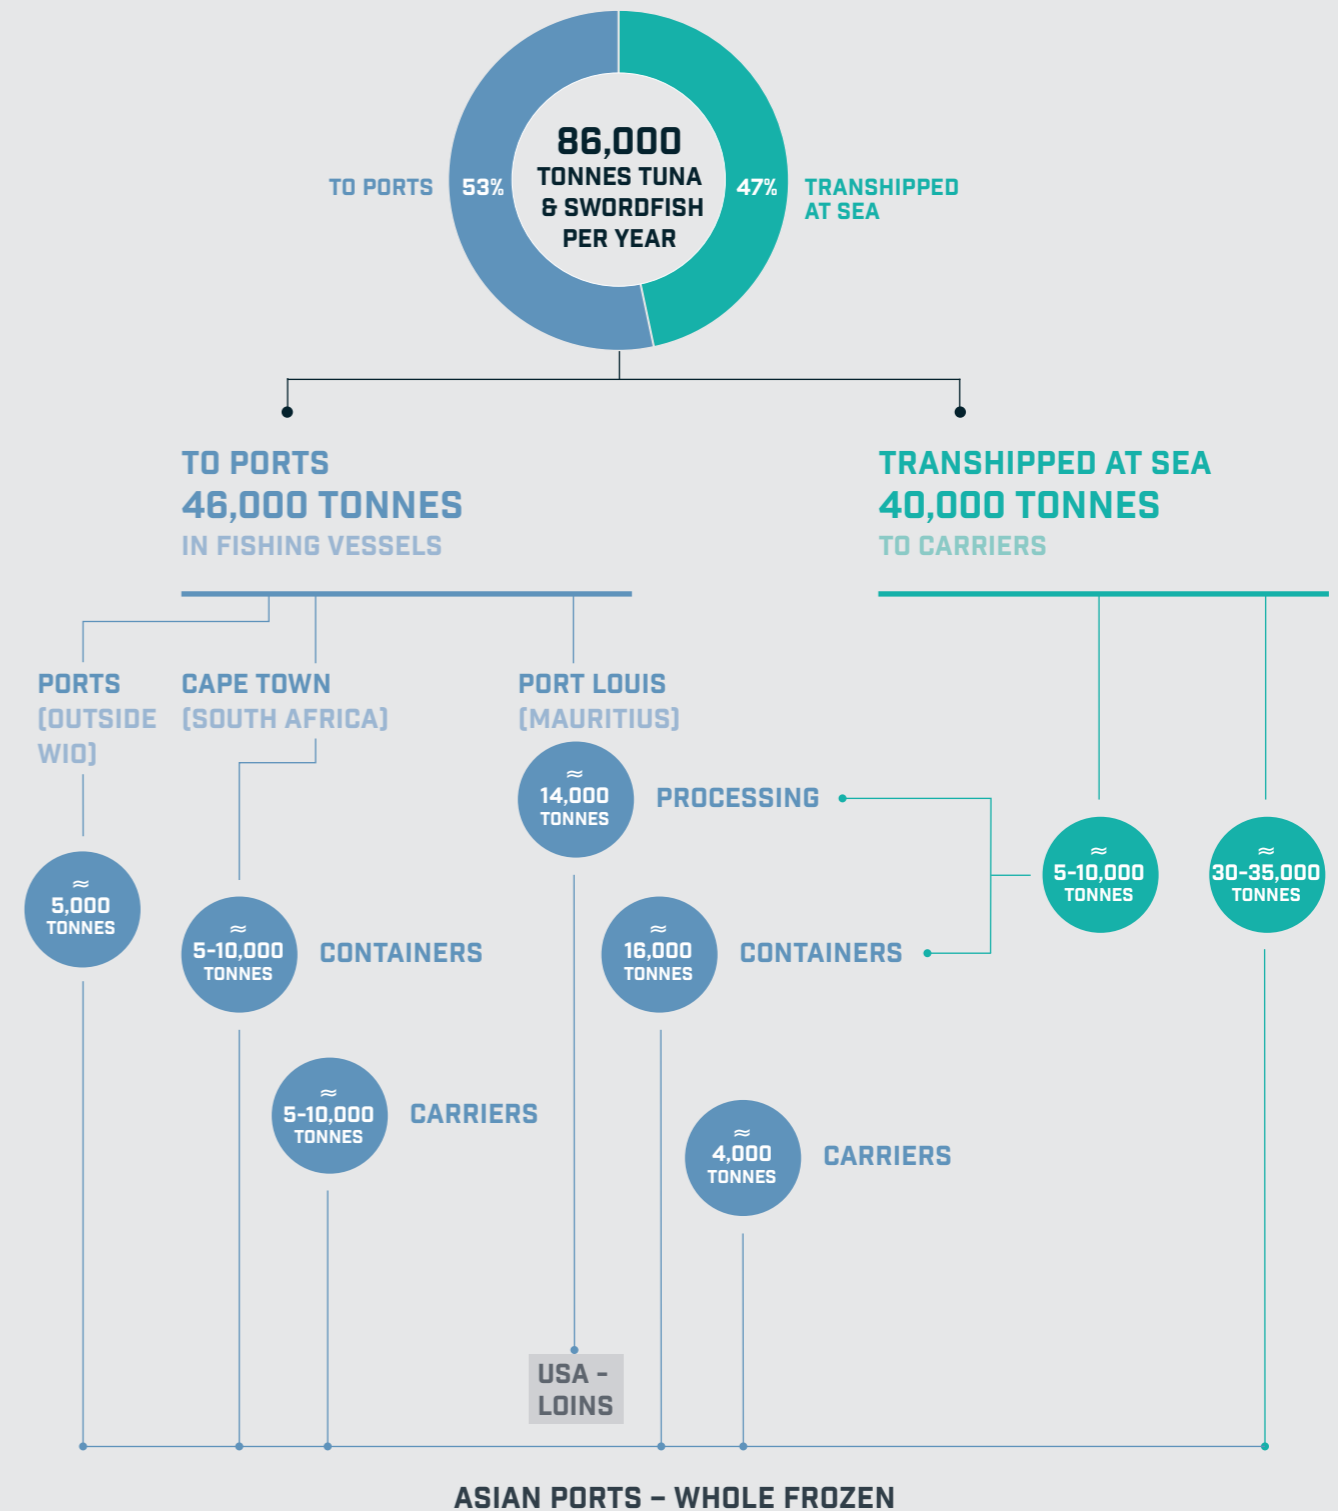 86,000
TONNES TUNA
& SWORDFISH
PER YEAR
TO PORTS
53%
47%
TRANSHIPPED
AT SEA
TO PORTS
46,000 TONNES
IN FISHING VESSELS
TRANSHIPPED AT SEA
40,000 TONNES
TO CARRIERS
PORTS
(OUTSIDE
WIO)
CAPE TOWN
(SOUTH AFRICA)
PORT LOUIS
(MAURITIUS)
≈
14,000
TONNES
PROCESSING
≈
5,000
TONNES
≈
5-10,000
TONNES
CONTAINERS
≈
16,000
TONNES
CONTAINERS
≈
5-10,000
TONNES
≈
30-35,000
TONNES
≈
5-10,000
TONNES
CARRIERS
≈
4,000
TONNES
CARRIERS
USA -
LOINS
ASIAN PORTS – WHOLE FROZEN